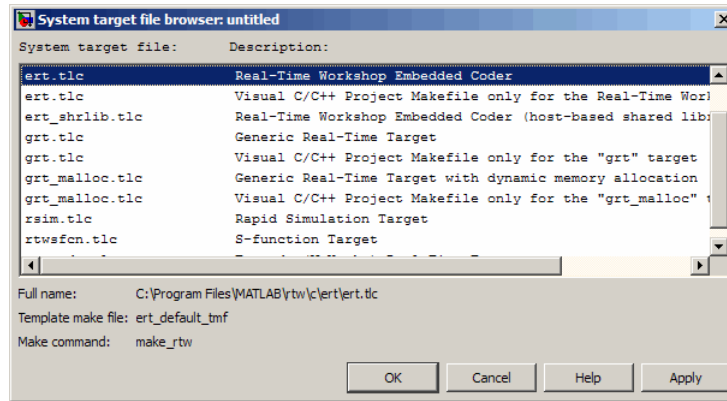 System target file browser: untitled
System target file: Description:
ert.tlc Real-Time Workshop Embedded Coder
ert.tlc Visual C/C++ Project Makefile only for the Real-Time
ert_shrlib.tlc Real-Time Workshop Embedded Coder (host-based shared
grt.tlc Generic Real-Time Target
grt.tlc Visual C/C++ Project Makefile only for the "grt" target
grt_malloc.tlc Generic Real-Time Target with dynamic memory allocation
grt_malloc.tlc Visual C/C++ Project Makefile only for the "grt_malloc"
rsim.tlc Rapid Simulation Target
rtwsfcn.tlc S-function Target
Full name: C:\Program Files\MATLAB\rtw\c\ert\ert.tlc
Template make file: ert_default_tmf
Make command: make_rtw
OK Cancel Help Apply